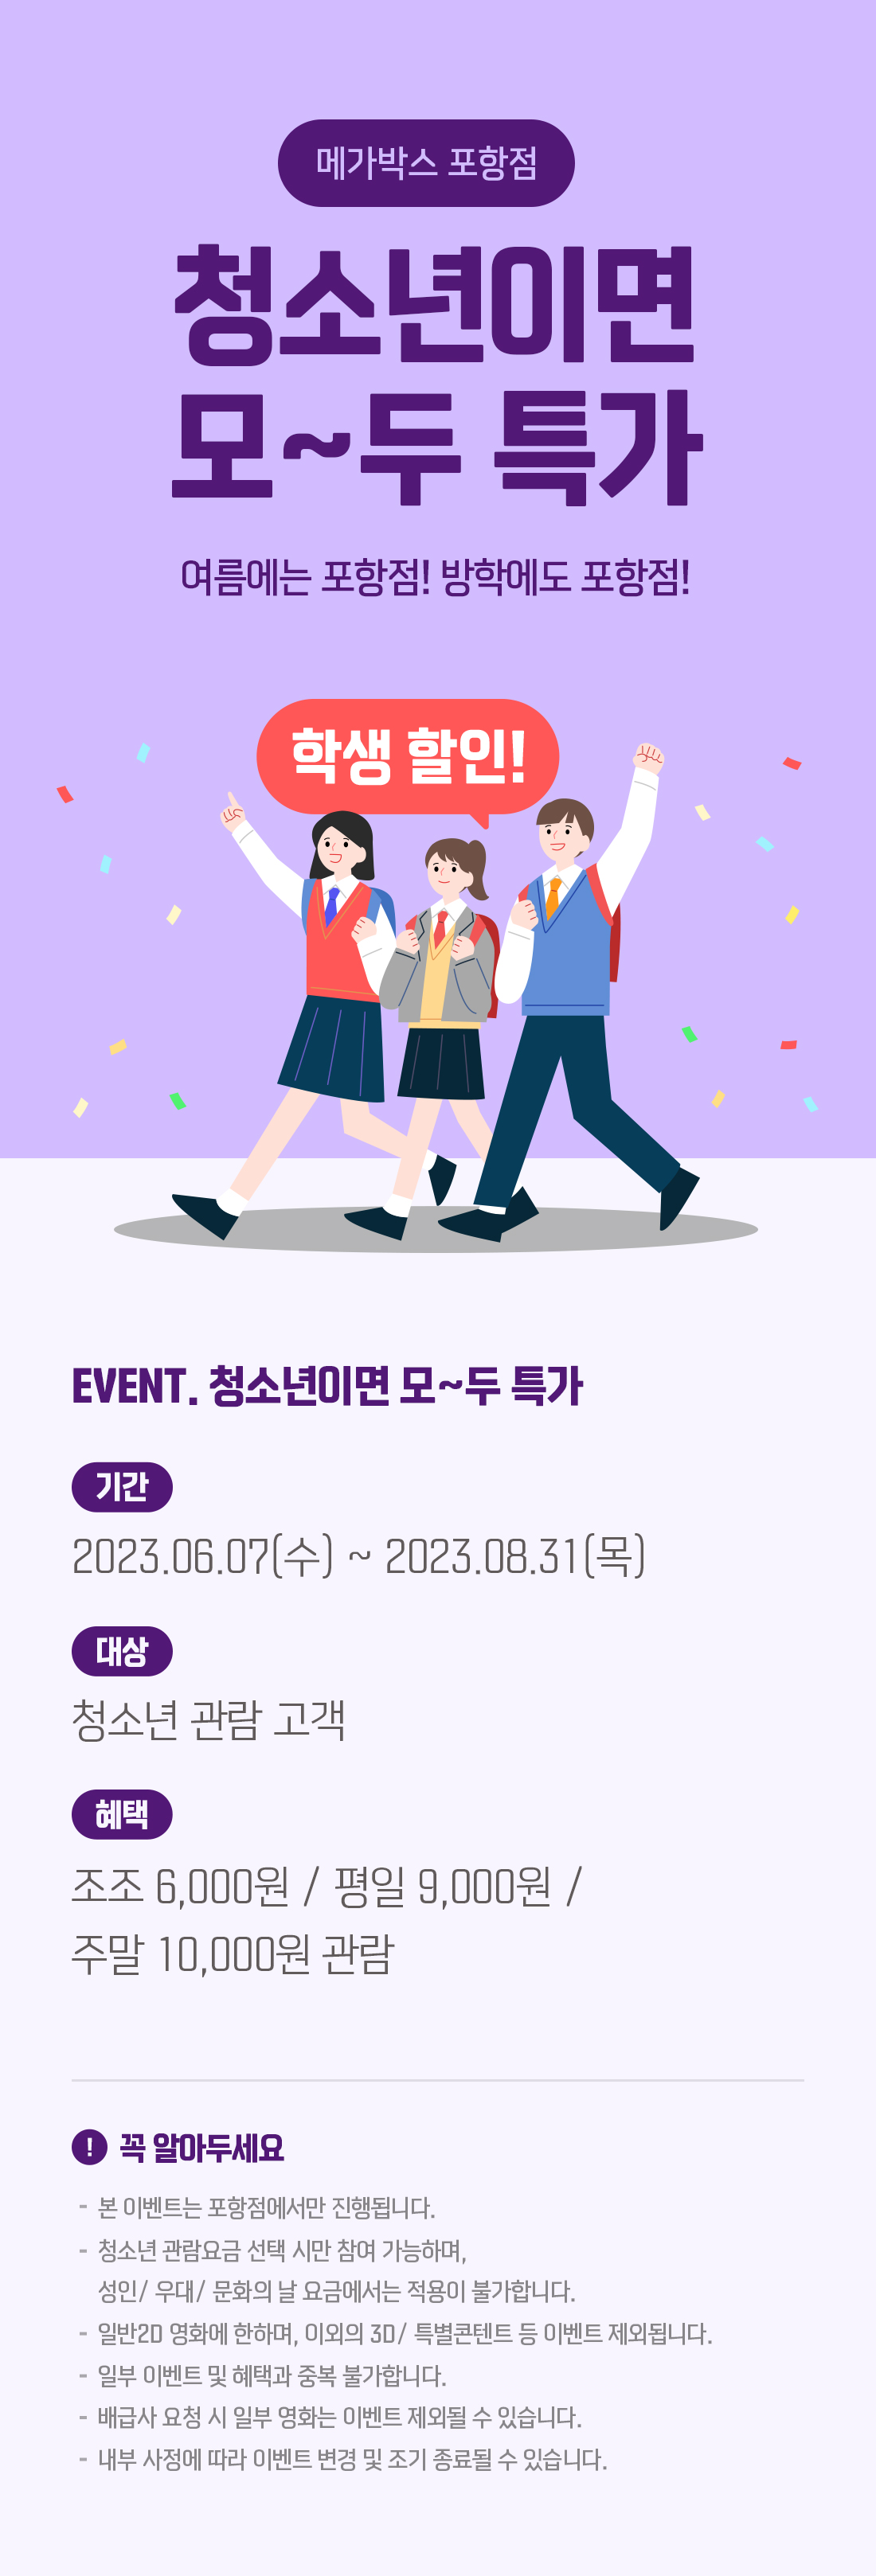 메가박스 포항점
청소년이면
모~두 특가
여름에는 포항점! 방학에도 포항점!
학생 할인!
EVENT. 청소년이면 모~두 특가
기간
2023.06.07(수) ~ 2023.08.31(목)
대상
청소년 관람 고객
혜택
조조 6,000원 / 평일 9,000원 /
주말 10,000원 관람
! 꼭 알아두세요
- 본 이벤트는 포항점에서만 진행됩니다.
- 청소년 관람요금 선택 시만 참여 가능하며,
성인/ 우대/ 문화의 날 요금에서는 적용이 불가합니다.
- 일반2D 영화에 한하며, 이외의 3D/ 특별콘텐트 등 이벤트 제외됩니다.
- 일부 이벤트 및 혜택과 중복 불가합니다.
- 배급사 요청 시 일부 영화는 이벤트 제외될 수 있습니다.
- 내부 사정에 따라 이벤트 변경 및 조기 종료될 수 있습니다.